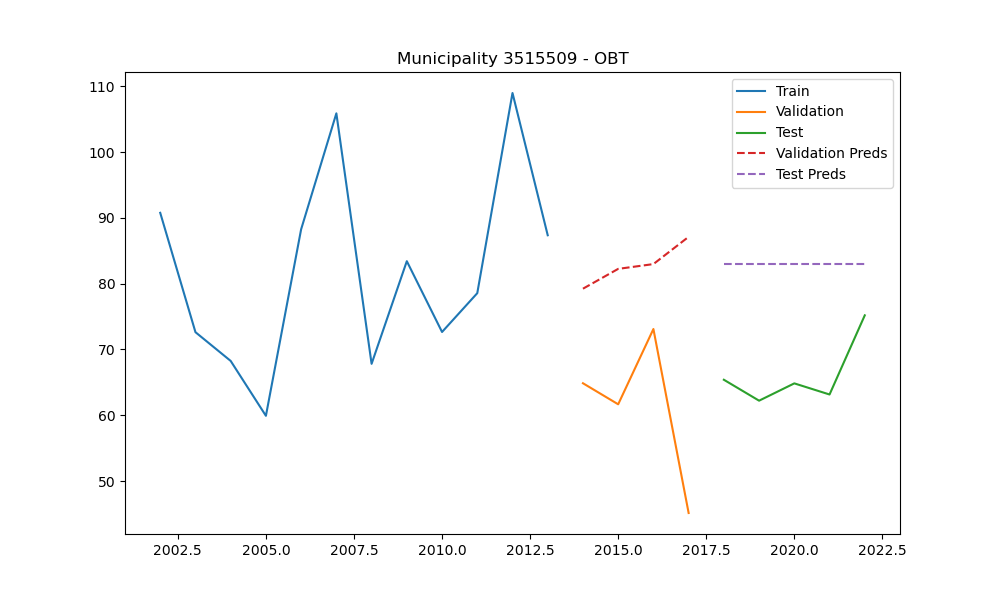 Municipality 3515509 - OBT
110
100
90
80
70
60
50
2002.5
2005.0
2007.5
2010.0
2012.5
2015.0
2017.5
2020.0
2022.5
Train
Validation
Test
Validation Preds
Test Preds